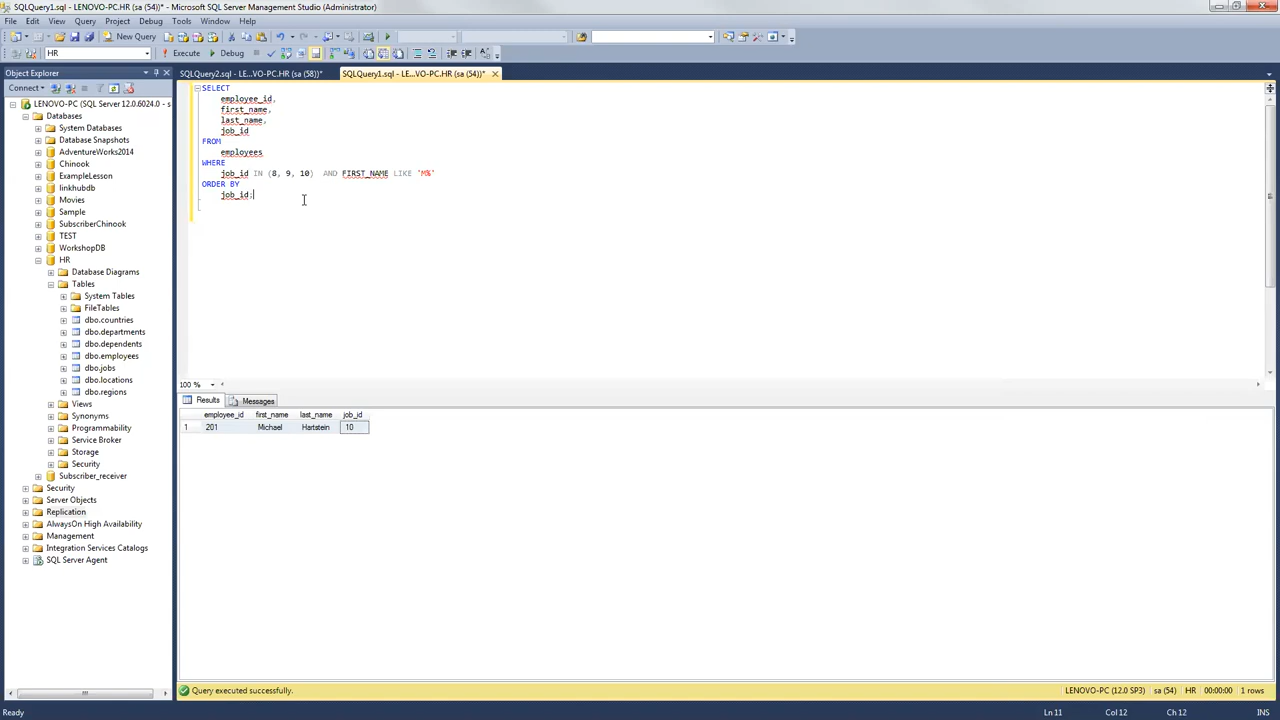 SQLQuery1.sql - LENOVO-PC.HR (sa (54))* - Microsoft SQL Server Management Studio (Administrator)
File Edit View Query Project Debug Tools Window Help
New Query
HR Execute Debug
Object Explorer
SQLQuery2.sql - LE...VO-PC.HR (sa (58))*
SQLQuery1.sql - LE...VO-PC.HR (sa (54))*
Connect
LENOVO-PC (SQL Server 12.0.6024.0 - s
Databases
System Databases
Database Snapshots
AdventureWorks2014
Chinook
ExampleLesson
linkhubdb
Movies
Sample
SubscriberChinook
TEST
WorkshopDB
HR
Database Diagrams
Tables
System Tables
FileTables
dbo.countries
dbo.departments
dbo.dependents
dbo.employees
dbo.jobs
dbo.locations
dbo.regions
Views
Synonyms
Programmability
Service Broker
Storage
Security
Subscriber_receiver
Security
Server Objects
Replication
AlwaysOn High Availability
Management
Integration Services Catalogs
SQL Server Agent
SELECT
employee_id,
first_name,
last_name,
job_id
FROM
employees
WHERE
job_id IN (8, 9, 10) AND FIRST_NAME LIKE 'M%'
ORDER BY
job_id;
100 %
Results Messages
employee_id first_name last_name job_id
1 201 Michael Hartstein 10
Query executed successfully.
LENOVO-PC (12.0 SP3) sa (54) HR 00:00:00 1 rows
Ready Ln 11 Col 12 Ch 12 INS